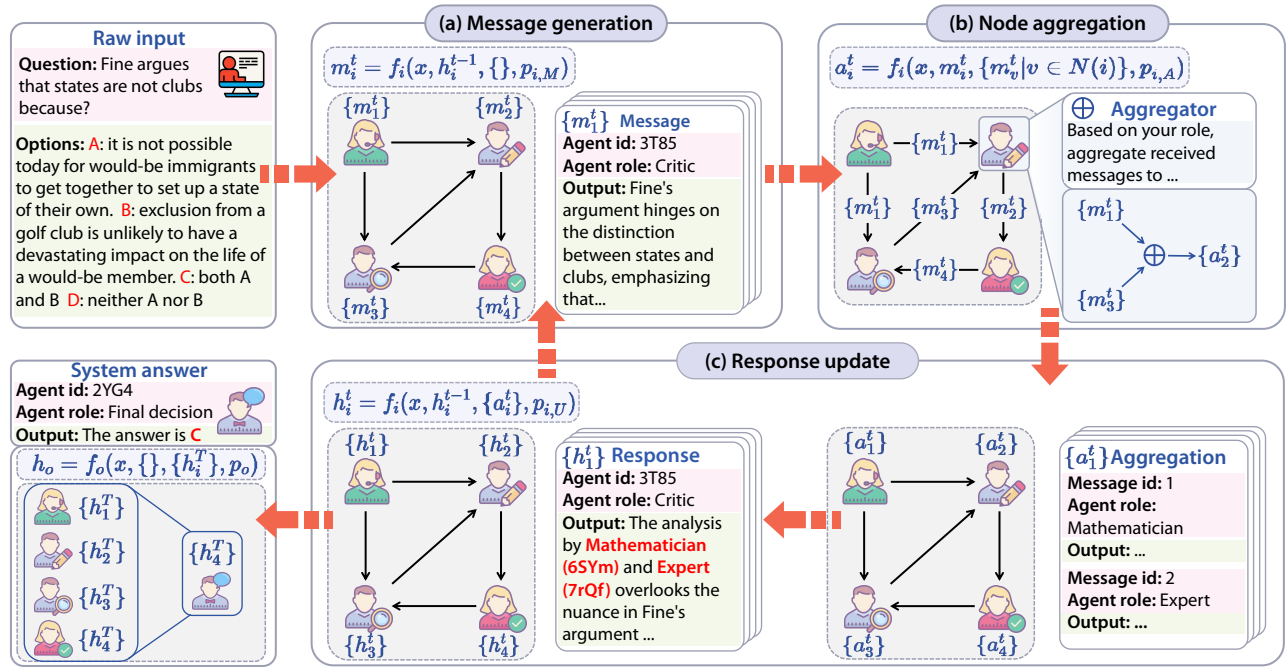 Raw input
Question: Fine argues
that states are not clubs
because?
Options: A: it is not possible
today for would-be immigrants
to get together to set up a state
of their own. B: exclusion from a
golf club is unlikely to have a
devastating impact on the life of
a would-be member. C: both A
and B D: neither A nor B
(a) Message generation
m_i^t = f_i(x, h_i^{t-1}, {}, p_{i,M})
{m_1^t}
{m_2^t}
{m_3^t}
{m_4^t}
{m_1^t} Message
Agent id: 3T85
Agent role: Critic
Output: Fine's
argument hinges on
the distinction
between states and
clubs, emphasizing
that...
(b) Node aggregation
a_i^t = f_i(x, m_i^t, {m_v^t|v ∈ N(i)}, p_{i,A})
{m_1^t}
{m_1^t} {m_3^t} {m_2^t}
{m_4^t}
⊕ Aggregator
Based on your role,
aggregate received
messages to ...
{m_1^t}
⊕ {a_2^t}
{m_3^t}
(c) Response update
h_i^t = f_i(x, h_i^{t-1}, {a_i^t}, p_{i,U})
{h_1^t}
{h_2^t}
{h_3^t}
{h_4^t}
{h_1^t} Response
Agent id: 3T85
Agent role: Critic
Output: The analysis
by Mathematician
(6SYm) and Expert
(7rQf) overlooks the
nuance in Fine's
argument ...
{a_1^t}
{a_2^t}
{a_3^t}
{a_4^t}
{a_1^t} Aggregation
Message id: 1
Agent role:
Mathematician
Output: ...
Message id: 2
Agent role: Expert
Output: ...
System answer
Agent id: 2YG4
Agent role: Final decision
Output: The answer is C
h_o = f_o(x, {}, {h_i^T}, p_o)
{h_1^T}
{h_2^T}
{h_3^T}
{h_4^T}
{h_4^T}